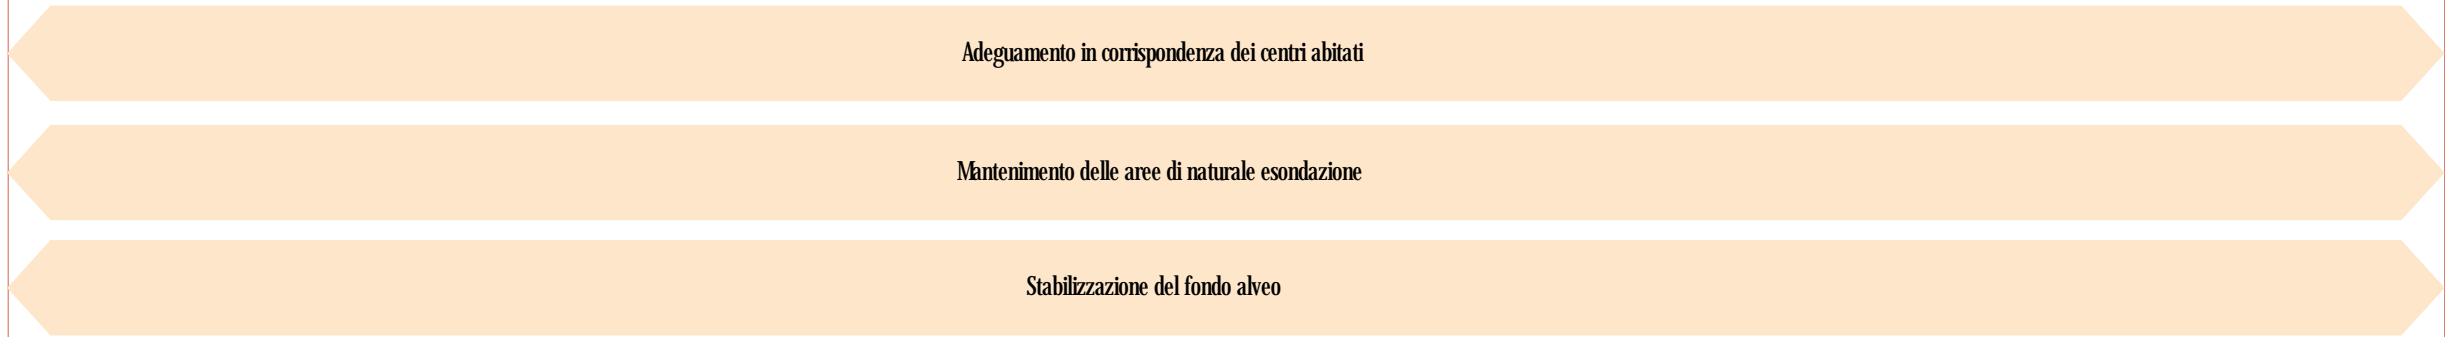 Adeguamento in corrispondenza dei centri abitati
Mantenimento delle aree di naturale esondazione
Stabilizzazione del fondo alveo